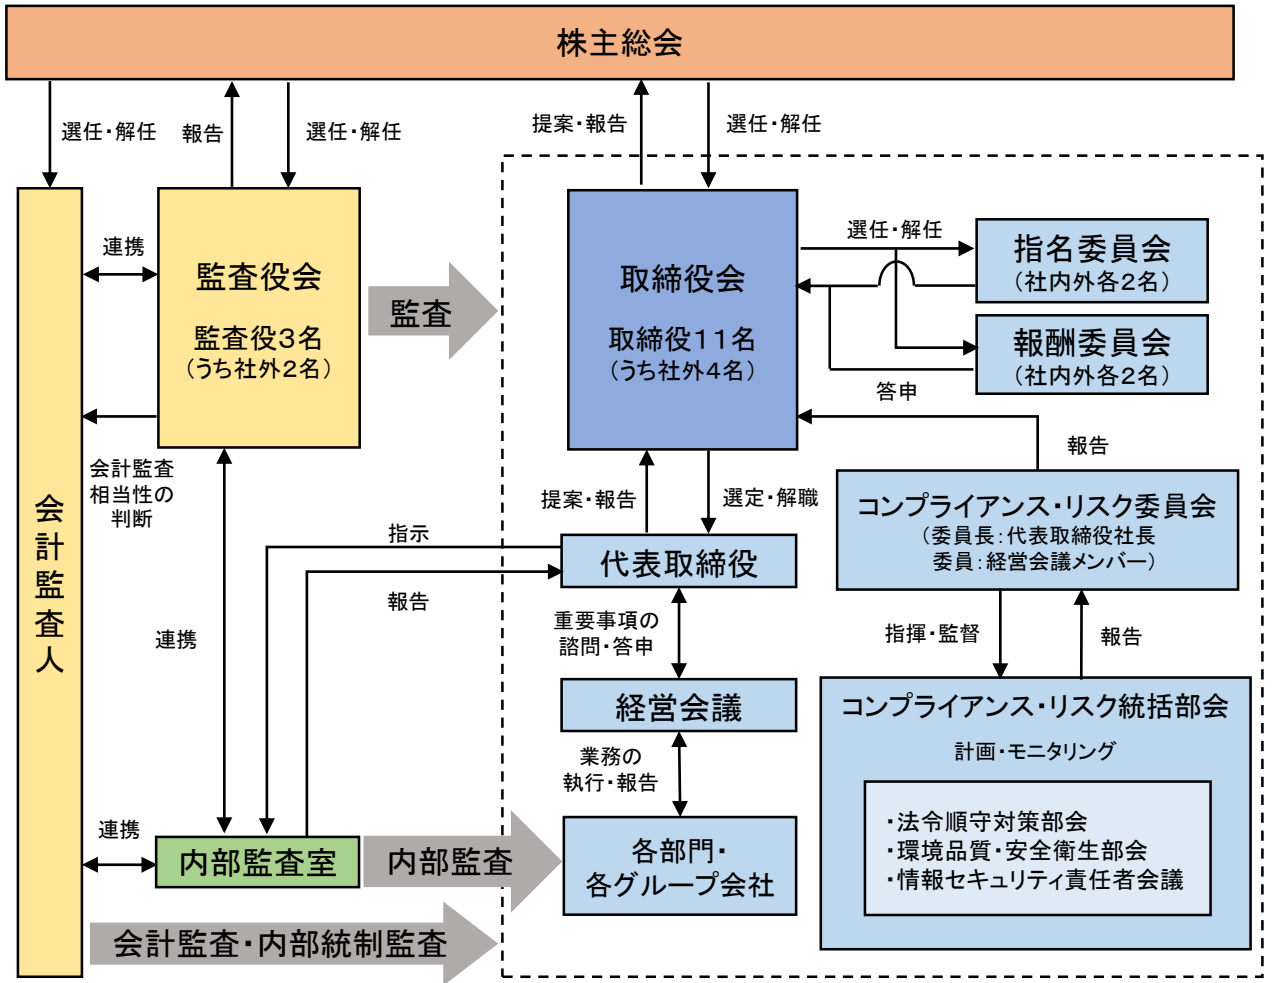 株主総会
選任・解任
報告
選任・解任
提案・報告
選任・解任
会計監査人
連携
監査役会
監査役3名
(うち社外2名)
監査
取締役会
取締役11名
(うち社外4名)
選任・解任
指名委員会
(社内外各2名)
報酬委員会
(社内外各2名)
答申
報告
会計監査
相当性の
判断
提案・報告
選定・解職
コンプライアンス・リスク委員会
(委員長:代表取締役社長
委員:経営会議メンバー)
指示
代表取締役
報告
連携
重要事項の
諮問・答申
指揮・監督
報告
経営会議
コンプライアンス・リスク統括部会
計画・モニタリング
業務の
執行・報告
・法令順守対策部会
・環境品質・安全衛生部会
・情報セキュリティ責任者会議
連携
内部監査室
内部監査
各部門・
各グループ会社
会計監査・内部統制監査